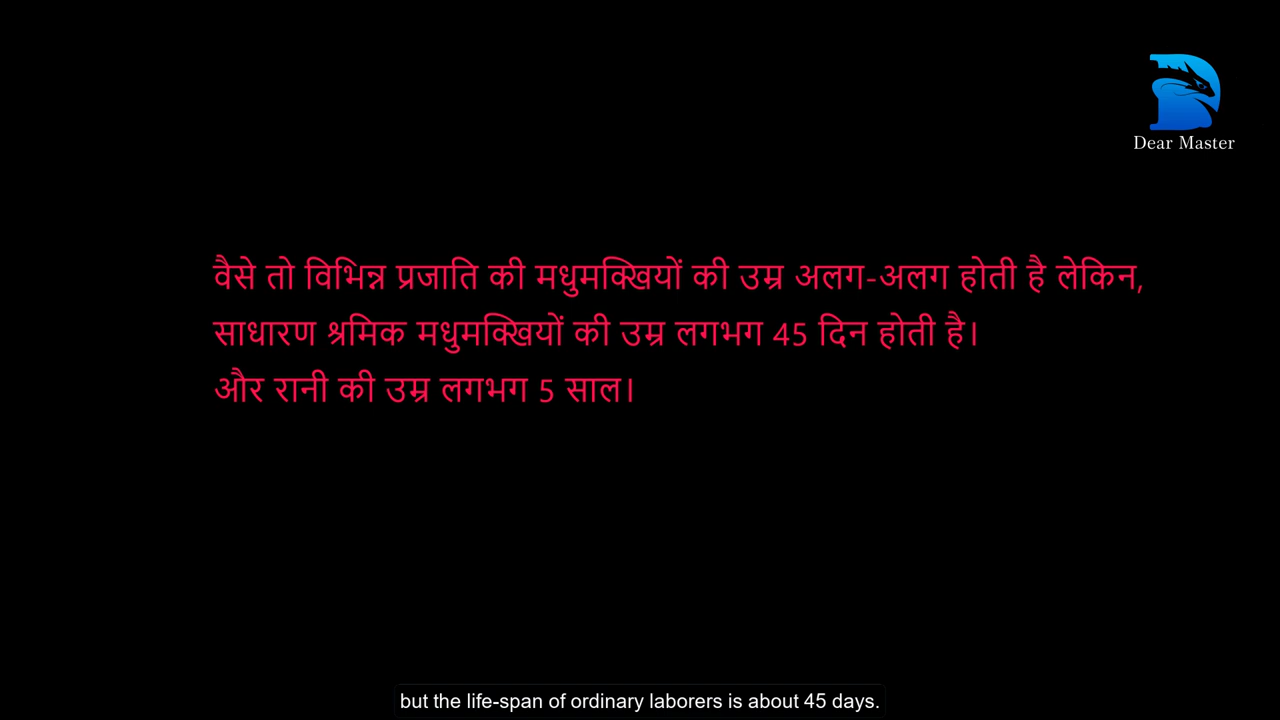 Dear Master
वैसे तो विभिन्न प्रजाति की मधुमक्खियों की उम्र अलग-अलग होती है लेकिन,
साधारण श्रमिक मधुमक्खियों की उम्र लगभग 45 दिन होती है।
और रानी की उम्र लगभग 5 साल।
but the life-span of ordinary laborers is about 45 days.